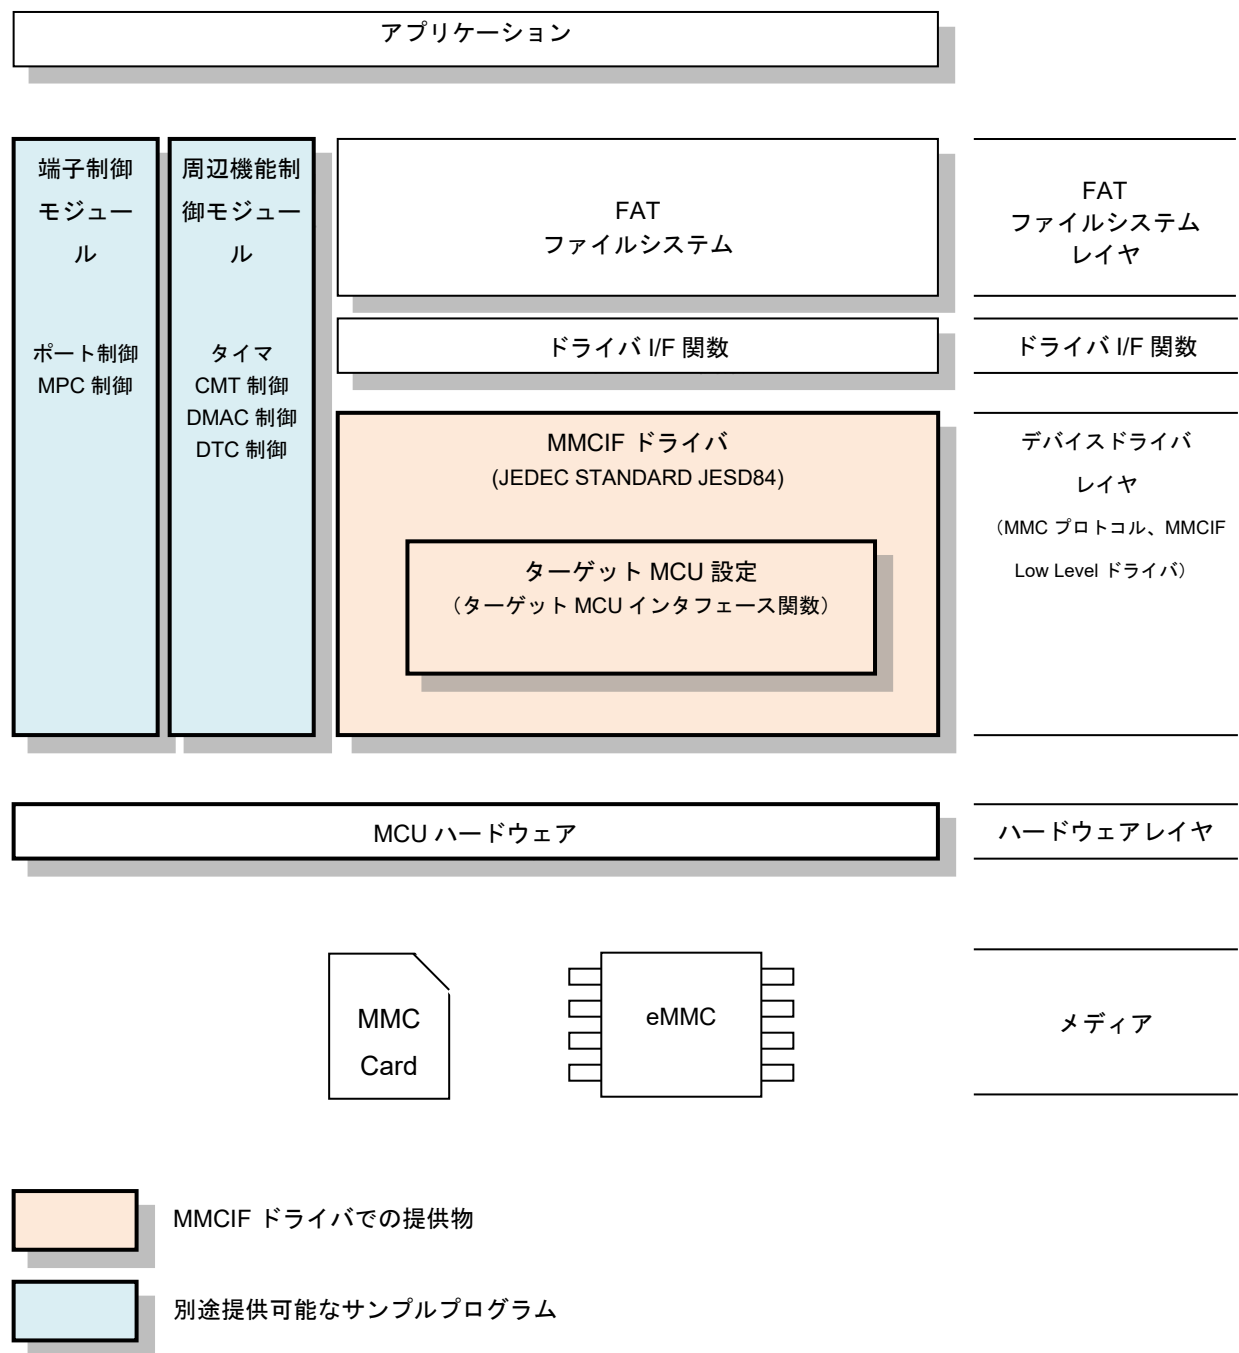 アプリケーション
端子制御
モジュー
ル
ポート制御
MPC 制御
周辺機能制
御モジュー
ル
タイマ
CMT 制御
DMAC 制御
DTC 制御
FAT
ファイルシステム
FAT
ファイルシステム
レイヤ
ドライバ I/F 関数
ドライバ I/F 関数
MMCIF ドライバ
(JEDEC STANDARD JESD84)
ターゲット MCU 設定
（ターゲット MCU インタフェース関数）
デバイスドライバ
レイヤ
（MMC プロトコル、MMCIF
Low Level ドライバ）
MCU ハードウェア
ハードウェアレイヤ
MMC
Card
eMMC
メディア
MMCIF ドライバでの提供物
別途提供可能なサンプルプログラム